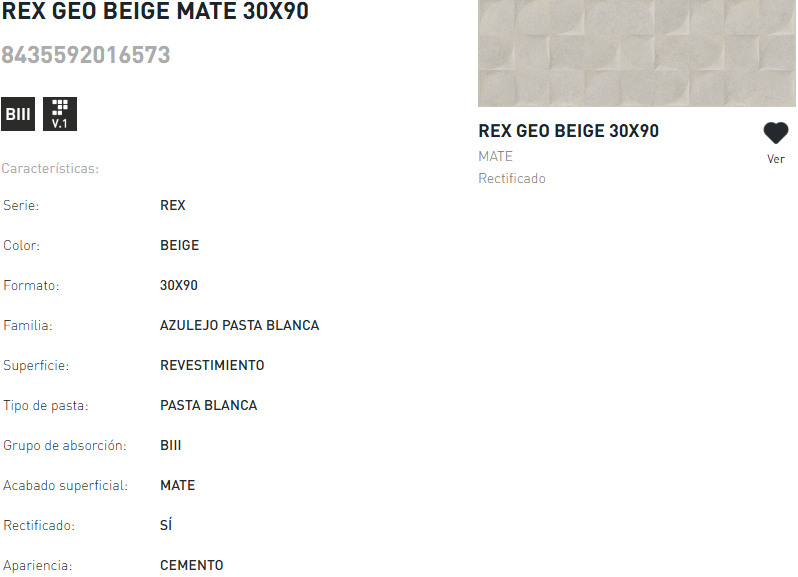 REX GEO BEIGE MATE 30X90
8435592016573
BIII
V.1
Características:
Serie: REX
Color: BEIGE
Formato: 30X90
Familia: AZULEJO PASTA BLANCA
Superficie: REVESTIMIENTO
Tipo de pasta: PASTA BLANCA
Grupo de absorción: BIII
Acabado superficial: MATE
Rectificado: SÍ
Apariencia: CEMENTO
REX GEO BEIGE 30X90
MATE
Rectificado
Ver